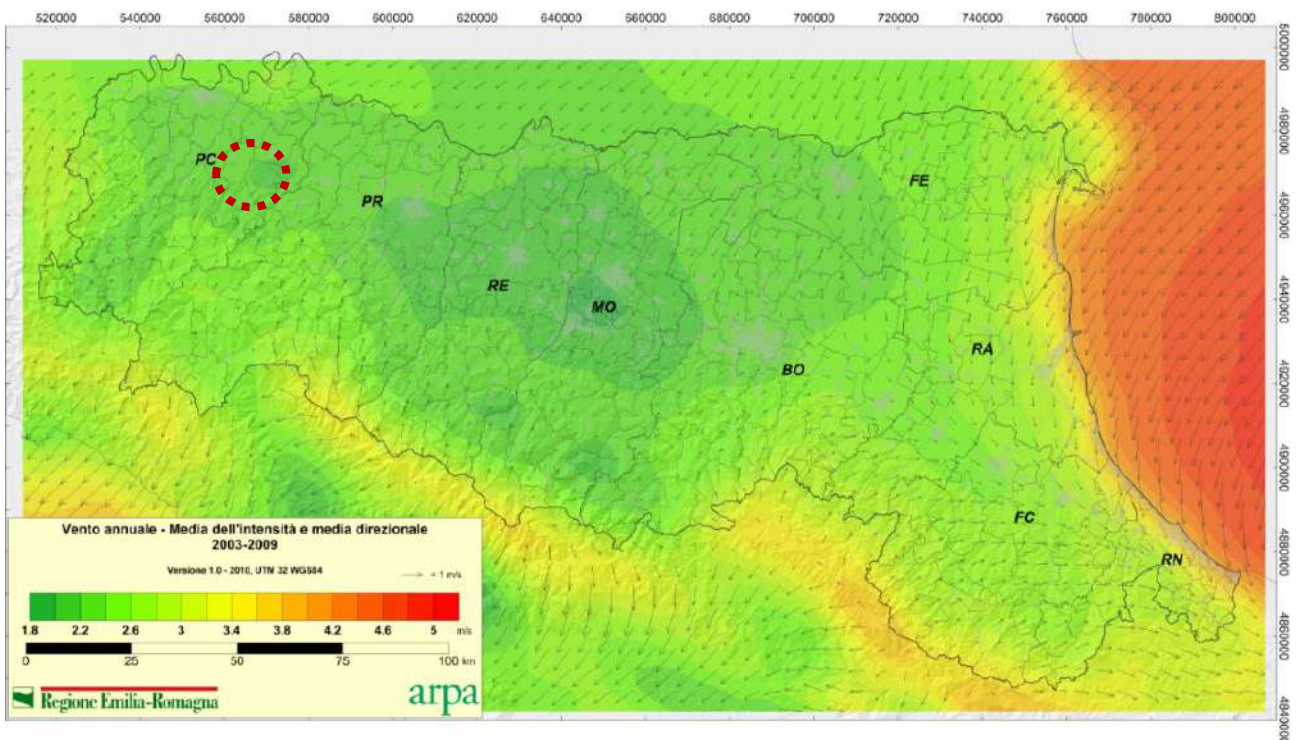 520000 540000 560000 580000 600000 620000 640000 660000 680000 700000 720000 740000 760000 780000 800000
5000000
4980000
4960000
4940000
4920000
4900000
4880000
4860000
4840000
PC
PR
RE
MO
BO
FE
RA
FC
RN
Vento annuale - Media dell'intensità e media direzionale
2003-2009
Versione 1.0 - 2010, UTM 32 WGS84
= 1 m/s
1.8 2.2 2.6 3 3.4 3.8 4.2 4.6 5 m/s
0 25 50 75 100 km
Regione Emilia-Romagna
arpa